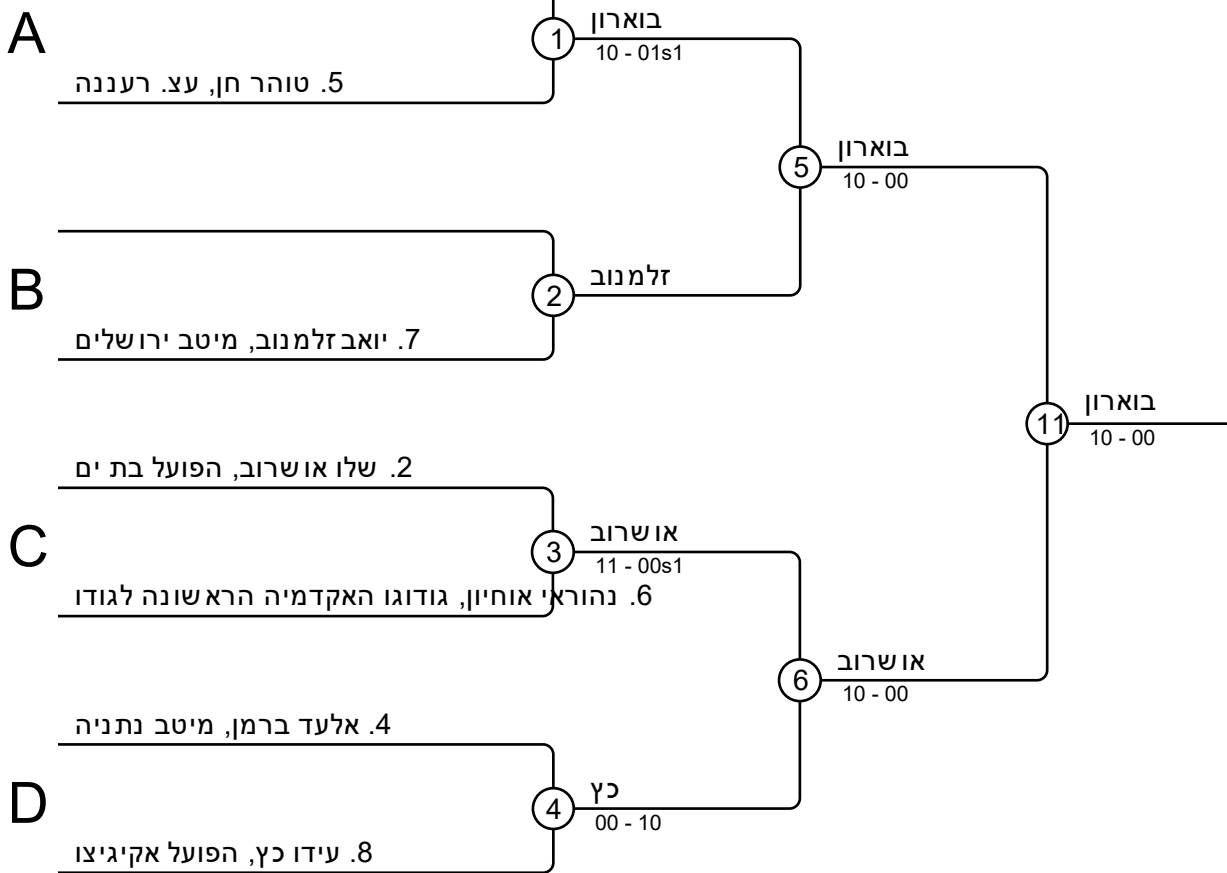 A
בוארון
1
10 - 01s1
5. טוהר חן, עצ. רעננה
בוארון
5
10 - 00
B
זלמנוב
2
7. יואב זלמנוב, מיטב ירושלים
בוארון
11
10 - 00
2. שלו אושרוב, הפועל בת ים
C
אושרוב
3
11 - 00s1
6. נהוראי אוחיון, גודוגו האקדמיה הראשונה לגודו
אושרוב
6
10 - 00
4. אלעד ברמן, מיטב נתניה
D
כץ
4
00 - 10
8. עידו כץ, הפועל אקיגיצו